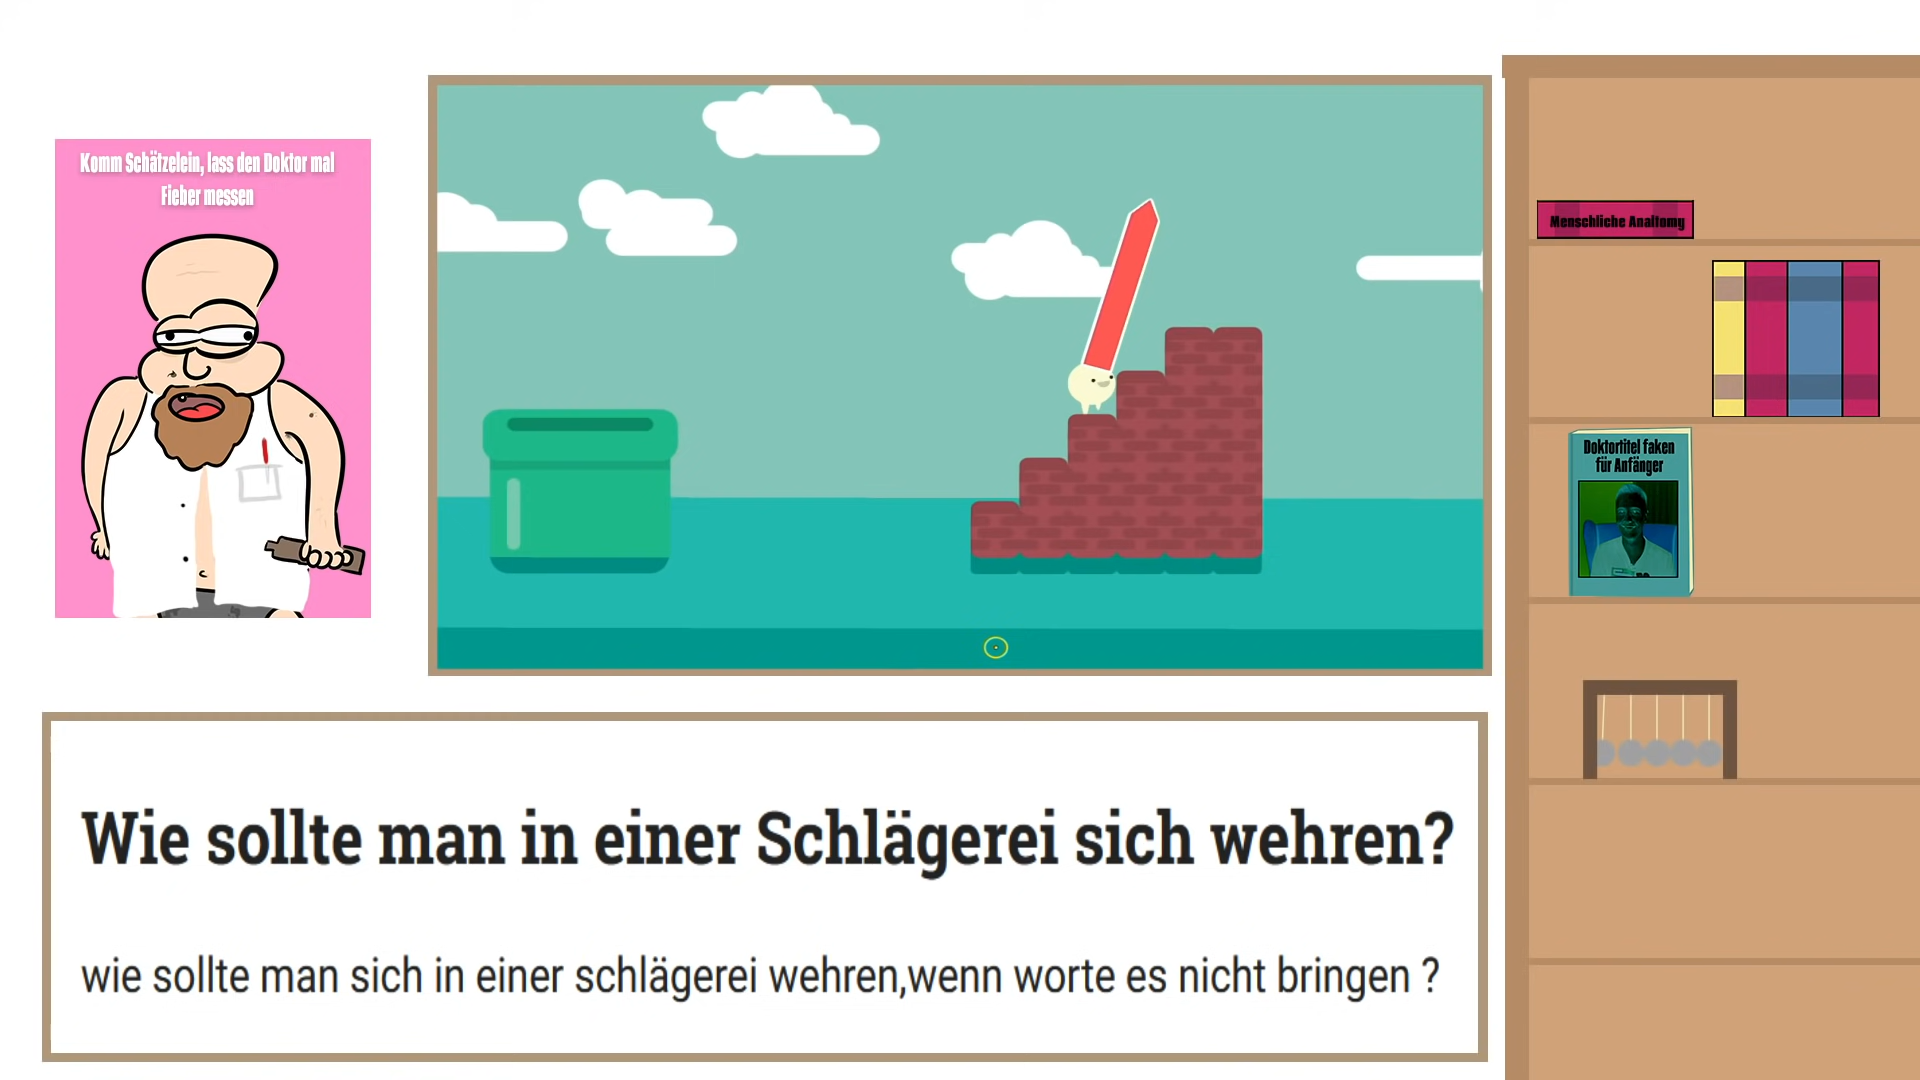 Komm Schätzelein, lass den Doktor mal
Fieber messen
Menschliche Analtomy
Doktortitel faken
für Anfänger
Wie sollte man in einer Schlägerei sich wehren?
wie sollte man sich in einer schlägerei wehren,wenn worte es nicht bringen ?